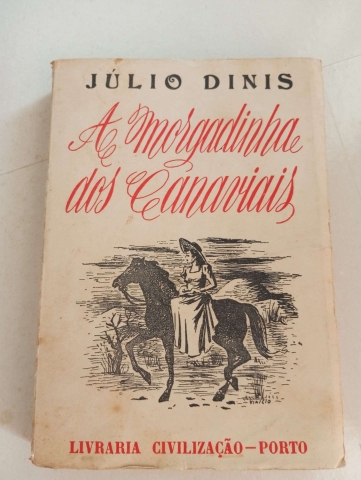 JÚLIO DINIS
A Morgadinha
dos Canaviais
LIVRARIA CIVILIZAÇÃO—PORTO